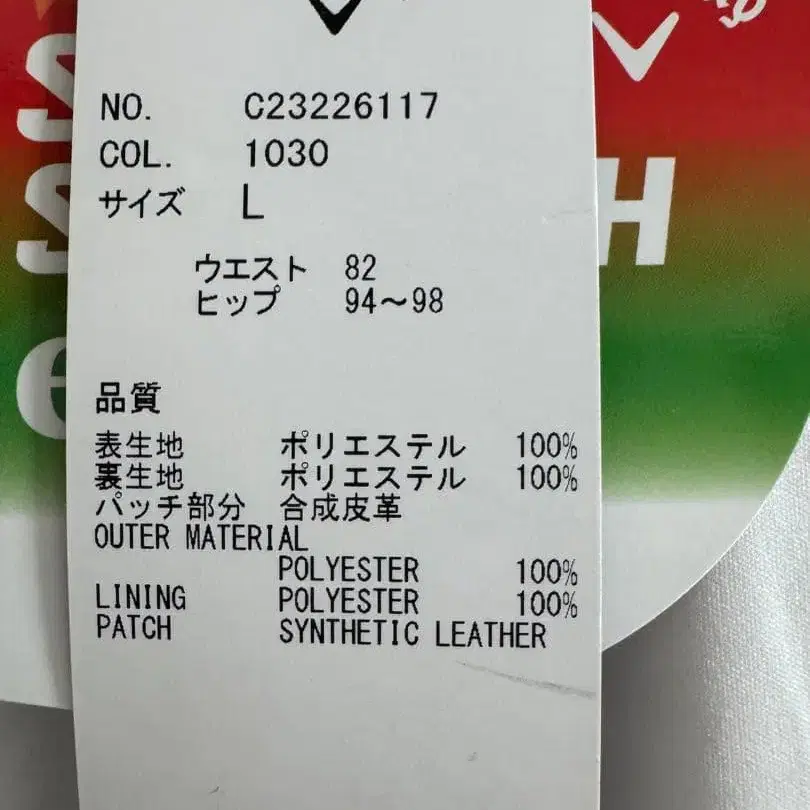 NO. C23226117
COL. 1030
サイズ L
ウエスト 82
ヒップ 94～98
品質
表生地 ポリエステル 100%
裏生地 ポリエステル 100%
パッチ部分 合成皮革
OUTER MATERIAL
POLYESTER 100%
LINING POLYESTER 100%
PATCH SYNTHETIC LEATHER
H